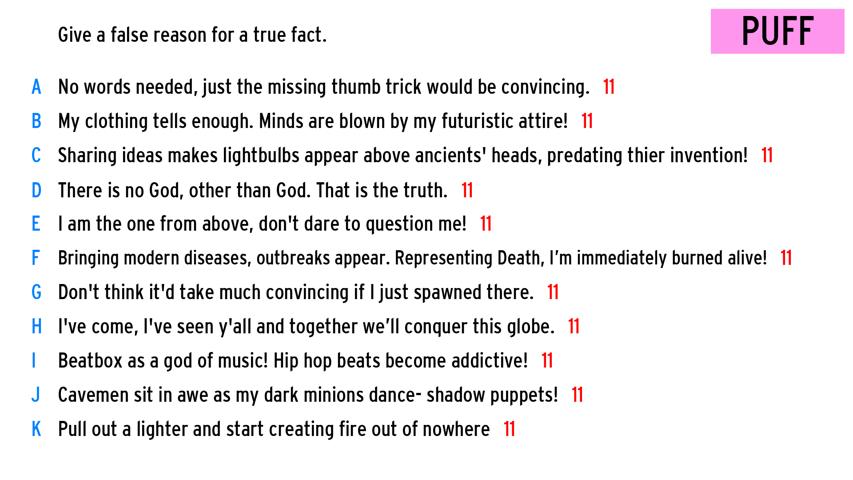 Give a false reason for a true fact.
PUFF
A No words needed, just the missing thumb trick would be convincing. 11
B My clothing tells enough. Minds are blown by my futuristic attire! 11
C Sharing ideas makes lightbulbs appear above ancients' heads, predating thier invention! 11
D There is no God, other than God. That is the truth. 11
E I am the one from above, don't dare to question me! 11
F Bringing modern diseases, outbreaks appear. Representing Death, I’m immediately burned alive! 11
G Don't think it'd take much convincing if I just spawned there. 11
H I've come, I've seen y'all and together we’ll conquer this globe. 11
I Beatbox as a god of music! Hip hop beats become addictive! 11
J Cavemen sit in awe as my dark minions dance- shadow puppets! 11
K Pull out a lighter and start creating fire out of nowhere 11